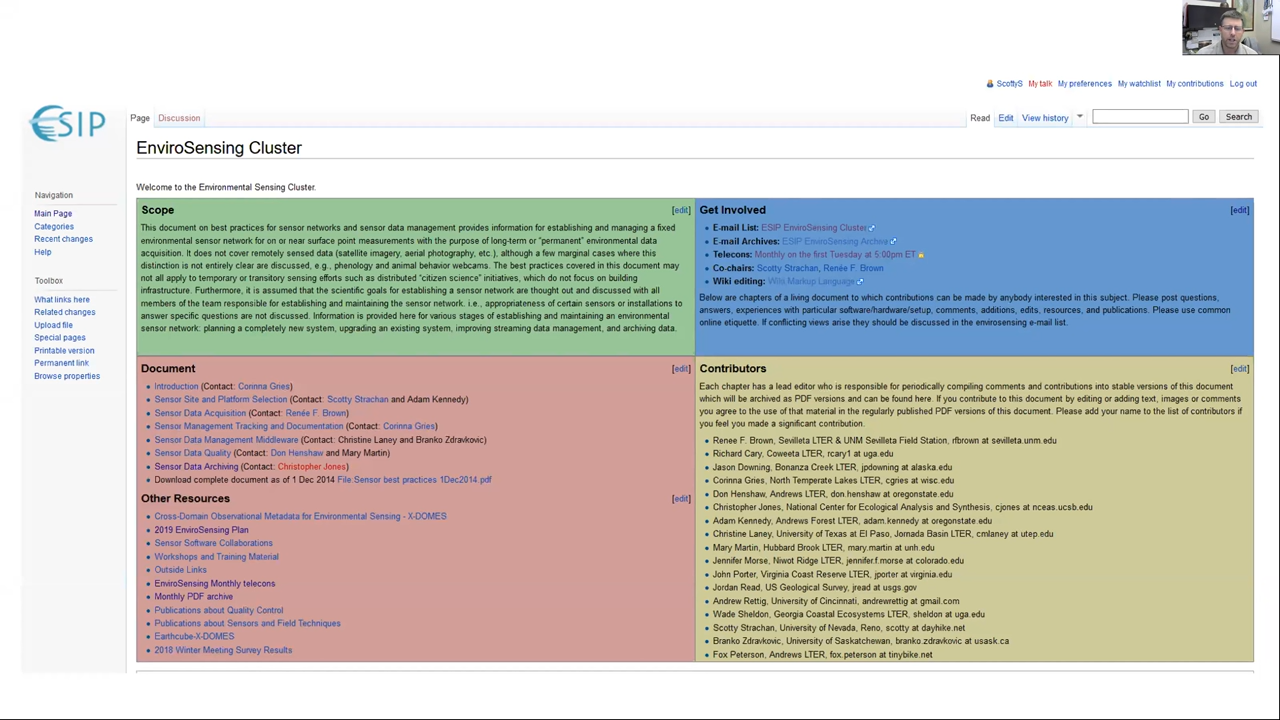 ScottyS My talk My preferences My watchlist My contributions Log out
ESIP
Page Discussion Read Edit View history Go Search
EnviroSensing Cluster
Welcome to the Environmental Sensing Cluster.
Navigation
Main Page
Categories
Recent changes
Help
Toolbox
What links here
Related changes
Upload file
Special pages
Printable version
Permanent link
Browse properties
Scope [edit]
This document on best practices for sensor networks and sensor data management provides information for establishing and managing a fixed
environmental sensor network for on or near surface point measurements with the purpose of long-term or “permanent” environmental data
acquisition. It does not cover remotely sensed data (satellite imagery, aerial photography, etc.), although a few marginal cases where this
distinction is not entirely clear are discussed, e.g., phenology and animal behavior webcams. The best practices covered in this document may
not all apply to temporary or transitory sensing efforts such as distributed “citizen science” initiatives, which do not focus on building
infrastructure. Furthermore, it is assumed that the scientific goals for establishing a sensor network are thought out and discussed with all
members of the team responsible for establishing and maintaining the sensor network. i.e., appropriateness of certain sensors or installations to
answer specific questions are not discussed. Information is provided here for various stages of establishing and maintaining an environmental
sensor network: planning a completely new system, upgrading an existing system, improving streaming data management, and archiving data.
Get Involved [edit]
E-mail List: ESIP EnviroSensing Cluster
E-mail Archives: ESIP EnviroSensing Archive
Telecons: Monthly on the first Tuesday at 5:00pm ET
Co-chairs: Scotty Strachan, Renée F. Brown
Wiki editing: Wiki Markup Language
Below are chapters of a living document to which contributions can be made by anybody interested in this subject. Please post questions,
answers, experiences with particular software/hardware/setup, comments, additions, edits, resources, and publications. Please use common
online etiquette. If conflicting views arise they should be discussed in the envirosensing e-mail list.
Document [edit]
Introduction (Contact: Corinna Gries)
Sensor Site and Platform Selection (Contact: Scotty Strachan and Adam Kennedy)
Sensor Data Acquisition (Contact: Renée F. Brown)
Sensor Management Tracking and Documentation (Contact: Corinna Gries)
Sensor Data Management Middleware (Contact: Christine Laney and Branko Zdravkovic)
Sensor Data Quality (Contact: Don Henshaw and Mary Martin)
Sensor Data Archiving (Contact: Christopher Jones)
Download complete document as of 1 Dec 2014 File:Sensor best practices 1Dec2014.pdf
Other Resources [edit]
Cross-Domain Observational Metadata for Environmental Sensing - X-DOMES
2019 EnviroSensing Plan
Sensor Software Collaborations
Workshops and Training Material
Outside Links
EnviroSensing Monthly telecons
Monthly PDF archive
Publications about Quality Control
Publications about Sensors and Field Techniques
Earthcube-X-DOMES
2018 Winter Meeting Survey Results
Contributors [edit]
Each chapter has a lead editor who is responsible for periodically compiling comments and contributions into stable versions of this document
which will be archived as PDF versions and can be found here. If you contribute to this document by editing or adding text, images or comments
you agree to the use of that material in the regularly published PDF versions of this document. Please add your name to the list of contributors if
you feel you made a significant contribution.
Renee F. Brown, Sevilleta LTER & UNM Sevilleta Field Station, rfbrown at sevilleta.unm.edu
Richard Cary, Coweeta LTER, rcary1 at uga.edu
Jason Downing, Bonanza Creek LTER, jpdowning at alaska.edu
Corinna Gries, North Temperate Lakes LTER, cgries at wisc.edu
Don Henshaw, Andrews LTER, don.henshaw at oregonstate.edu
Christopher Jones, National Center for Ecological Analysis and Synthesis, cjones at nceas.ucsb.edu
Adam Kennedy, Andrews Forest LTER, adam.kennedy at oregonstate.edu
Christine Laney, University of Texas at El Paso, Jornada Basin LTER, cmlaney at utep.edu
Mary Martin, Hubbard Brook LTER, mary.martin at unh.edu
Jennifer Morse, Niwot Ridge LTER, jennifer.f.morse at colorado.edu
John Porter, Virginia Coast Reserve LTER, jporter at virginia.edu
Jordan Read, US Geological Survey, jread at usgs.gov
Andrew Rettig, University of Cincinnati, andrewrettig at gmail.com
Wade Sheldon, Georgia Coastal Ecosystems LTER, sheldon at uga.edu
Scotty Strachan, University of Nevada, Reno, scotty at dayhike.net
Branko Zdravkovic, University of Saskatchewan, branko.zdravkovic at usask.ca
Fox Peterson, Andrews LTER, fox.peterson at tinybike.net